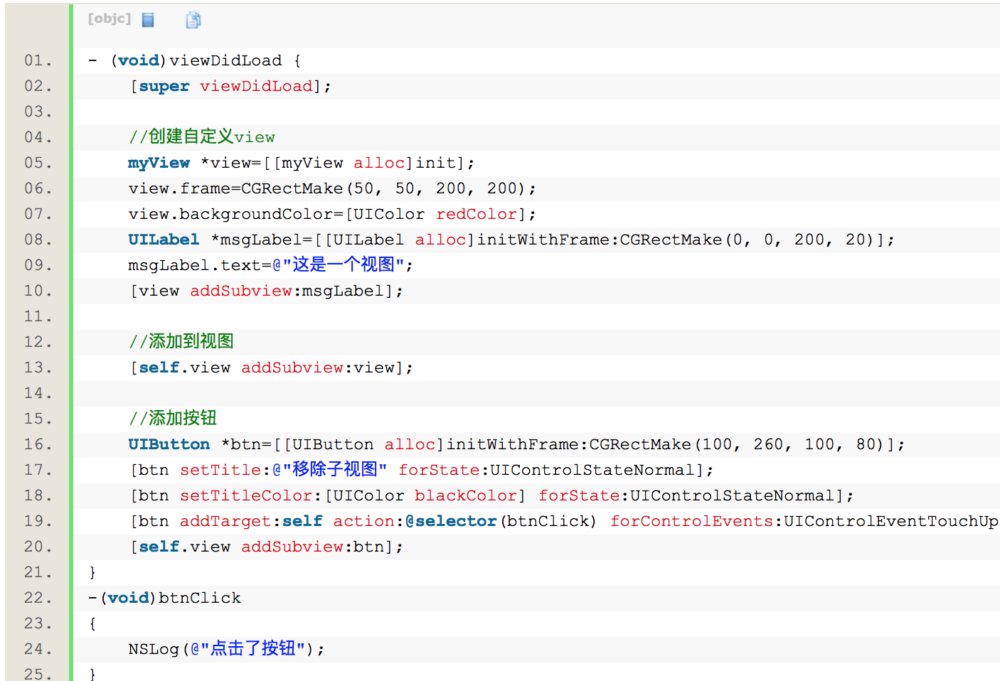 [objc]
01. - (void)viewDidLoad {
02.     [super viewDidLoad];
03.
04.     //创建自定义view
05.     myView *view=[[myView alloc]init];
06.     view.frame=CGRectMake(50, 50, 200, 200);
07.     view.backgroundColor=[UIColor redColor];
08.     UILabel *msgLabel=[[UILabel alloc]initWithFrame:CGRectMake(0, 0, 200, 20)];
09.     msgLabel.text=@"这是一个视图";
10.     [view addSubview:msgLabel];
11.
12.     //添加到视图
13.     [self.view addSubview:view];
14.
15.     //添加按钮
16.     UIButton *btn=[[UIButton alloc]initWithFrame:CGRectMake(100, 260, 100, 80)];
17.     [btn setTitle:@"移除子视图" forState:UIControlStateNormal];
18.     [btn setTitleColor:[UIColor blackColor] forState:UIControlStateNormal];
19.     [btn addTarget:self action:@selector(btnClick) forControlEvents:UIControlEventTouchUp
20.     [self.view addSubview:btn];
21. }
22. -(void)btnClick
23. {
24.     NSLog(@"点击了按钮");
25. }